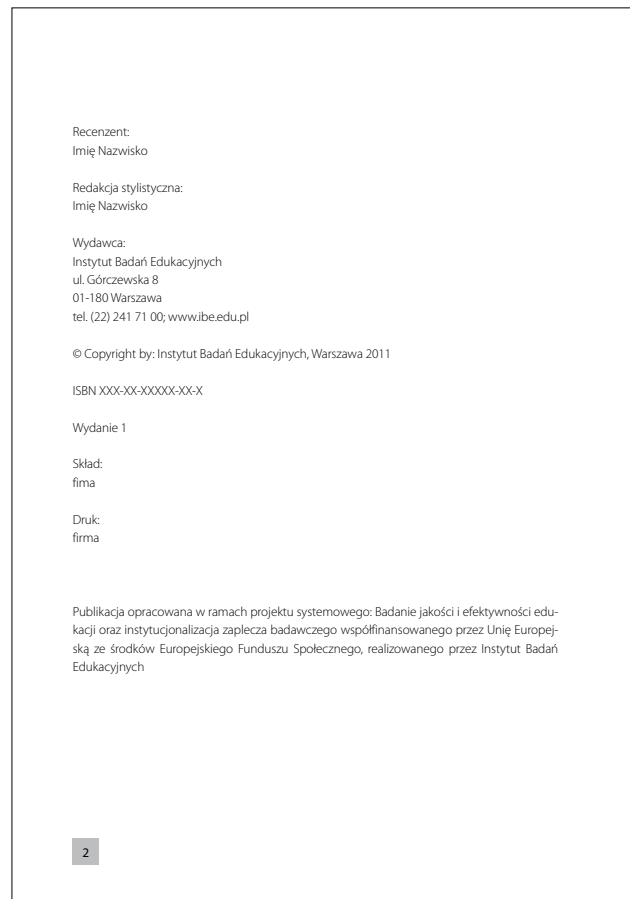 Recenzent:
Imię Nazwisko
Redakcja stylistyczna:
Imię Nazwisko
Wydawca:
Instytut Badań Edukacyjnych
ul. Górczewska 8
01-180 Warszawa
tel. (22) 241 71 00; www.ibe.edu.pl
© Copyright by: Instytut Badań Edukacyjnych, Warszawa 2011
ISBN XXX-XX-XXXXX-XX-X
Wydanie 1
Skład:
fima
Druk:
firma
Publikacja opracowana w ramach projektu systemowego: Badanie jakości i efektywności edu-
kacji oraz instytucjonalizacja zaplecza badawczego współfinansowanego przez Unię Europej-
ską ze środków Europejskiego Funduszu Społecznego, realizowanego przez Instytut Badań
Edukacyjnych
2